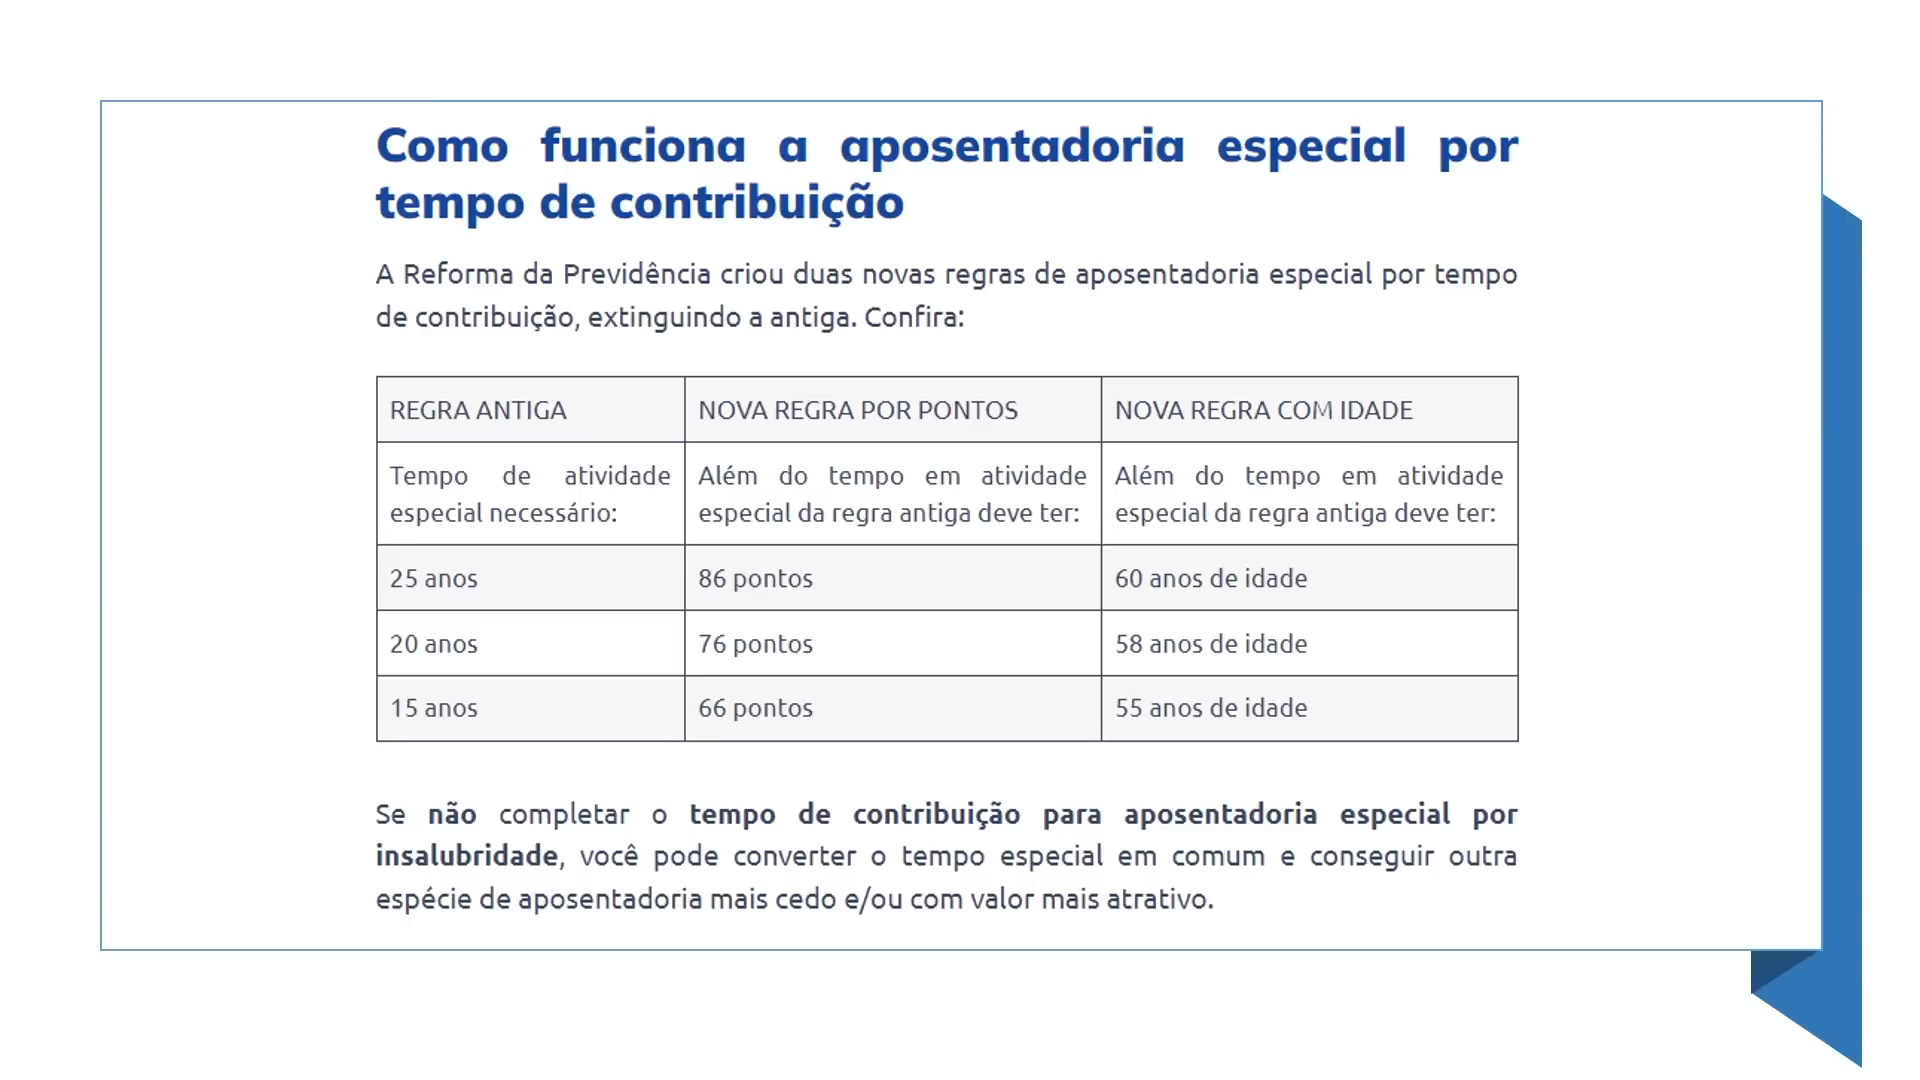 Como funciona a aposentadoria especial por
tempo de contribuição
A Reforma da Previdência criou duas novas regras de aposentadoria especial por tempo
de contribuição, extinguindo a antiga. Confira:
REGRA ANTIGA NOVA REGRA POR PONTOS NOVA REGRA COM IDADE
Tempo de atividade Além do tempo em atividade Além do tempo em atividade
especial necessário: especial da regra antiga deve ter: especial da regra antiga deve ter:
25 anos 86 pontos 60 anos de idade
20 anos 76 pontos 58 anos de idade
15 anos 66 pontos 55 anos de idade
Se não completar o tempo de contribuição para aposentadoria especial por
insalubridade, você pode converter o tempo especial em comum e conseguir outra
espécie de aposentadoria mais cedo e/ou com valor mais atrativo.